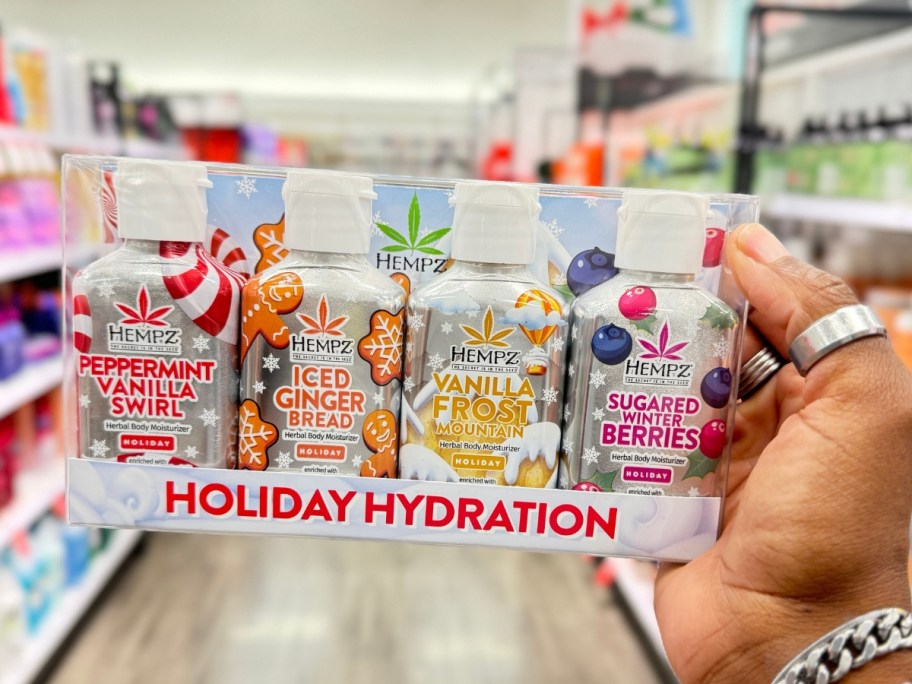 HEMPZ
HEMPZ
THE SECRET IS IN THE SEED
PEPPERMINT
VANILLA
SWIRL
Herbal Body Moisturizer
HOLIDAY
HEMPZ
THE SECRET IS IN THE SEED
ICED
GINGER
BREAD
Herbal Body Moisturizer
HOLIDAY
enriched with
HEMPZ
THE SECRET IS IN THE SEED
VANILLA
FROST
MOUNTAIN
Herbal Body Moisturizer
HOLIDAY
enriched with
HEMPZ
THE SECRET IS IN THE SEED
SUGARED
WINTER
BERRIES
Herbal Body Moisturizer
HOLIDAY
enriched with
HOLIDAY HYDRATION